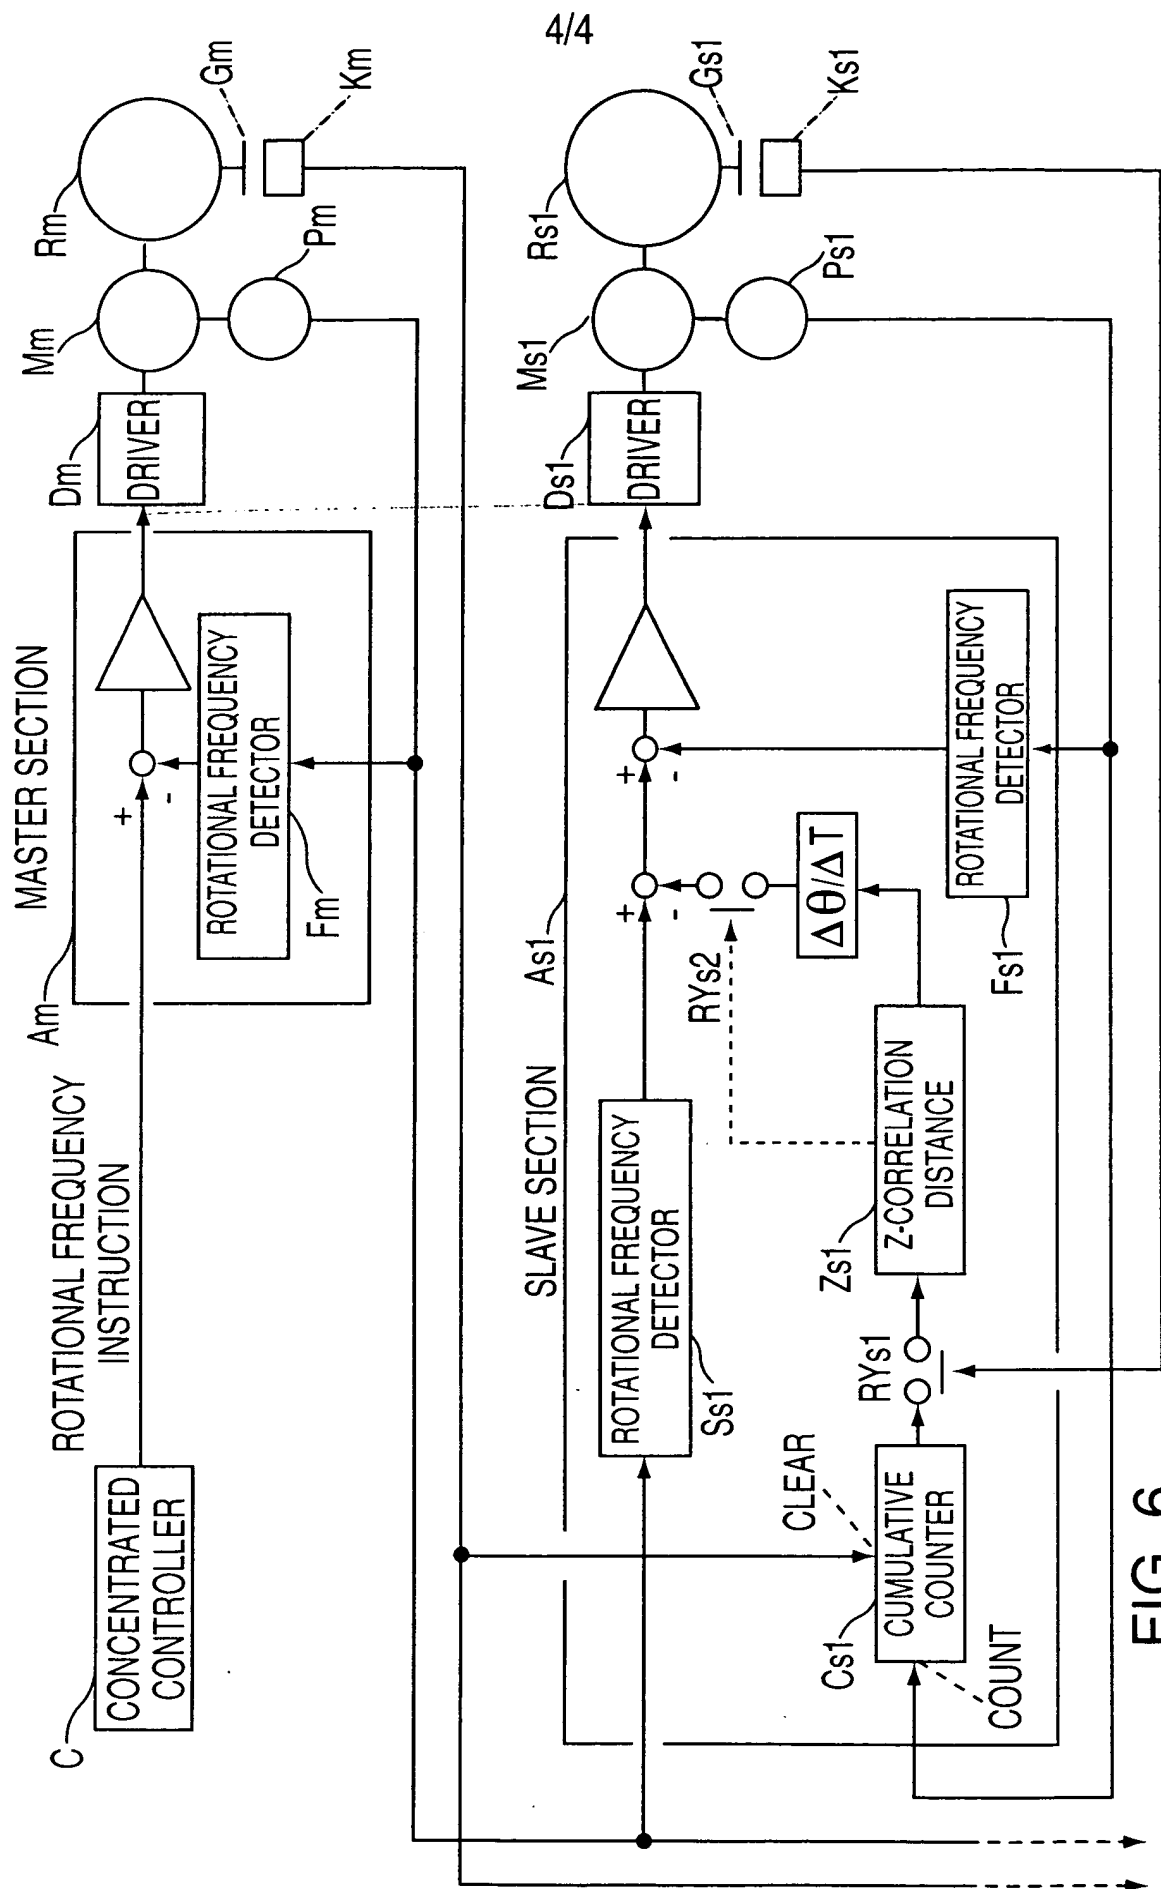 4/4
C
CONCENTRATED
CONTROLLER
ROTATIONAL FREQUENCY
INSTRUCTION
MASTER SECTION
Am
+
-
ROTATIONAL FREQUENCY
DETECTOR
Fm
Dm
DRIVER
Mm
Pm
Rm
Gm
Km
SLAVE SECTION
As1
ROTATIONAL FREQUENCY
DETECTOR
Ss1
+
-
+
-
RYs2
Δθ/ΔT
CLEAR
Cs1
CUMULATIVE
COUNTER
COUNT
RYs1
Zs1
Z-CORRELATION
DISTANCE
ROTATIONAL FREQUENCY
DETECTOR
Fs1
Ds1
DRIVER
Ms1
Ps1
Rs1
Gs1
Ks1
FIG. 6